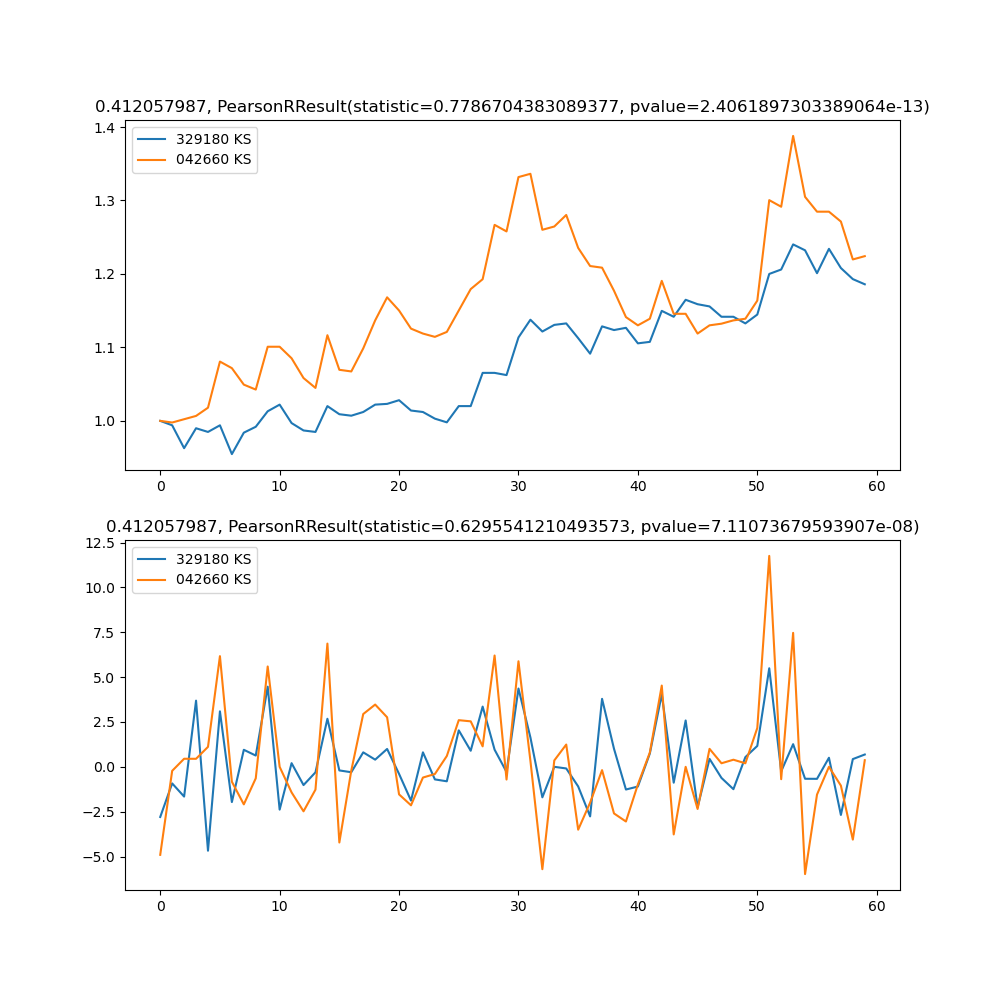 0.412057987, PearsonRResult(statistic=0.7786704383089377, pvalue=2.4061897303389064e-13)
1.4
1.3
1.2
1.1
1.0
329180 KS
042660 KS
0 10 20 30 40 50 60
0.412057987, PearsonRResult(statistic=0.6295541210493573, pvalue=7.11073679593907e-08)
12.5
10.0
7.5
5.0
2.5
0.0
−2.5
−5.0
329180 KS
042660 KS
0 10 20 30 40 50 60